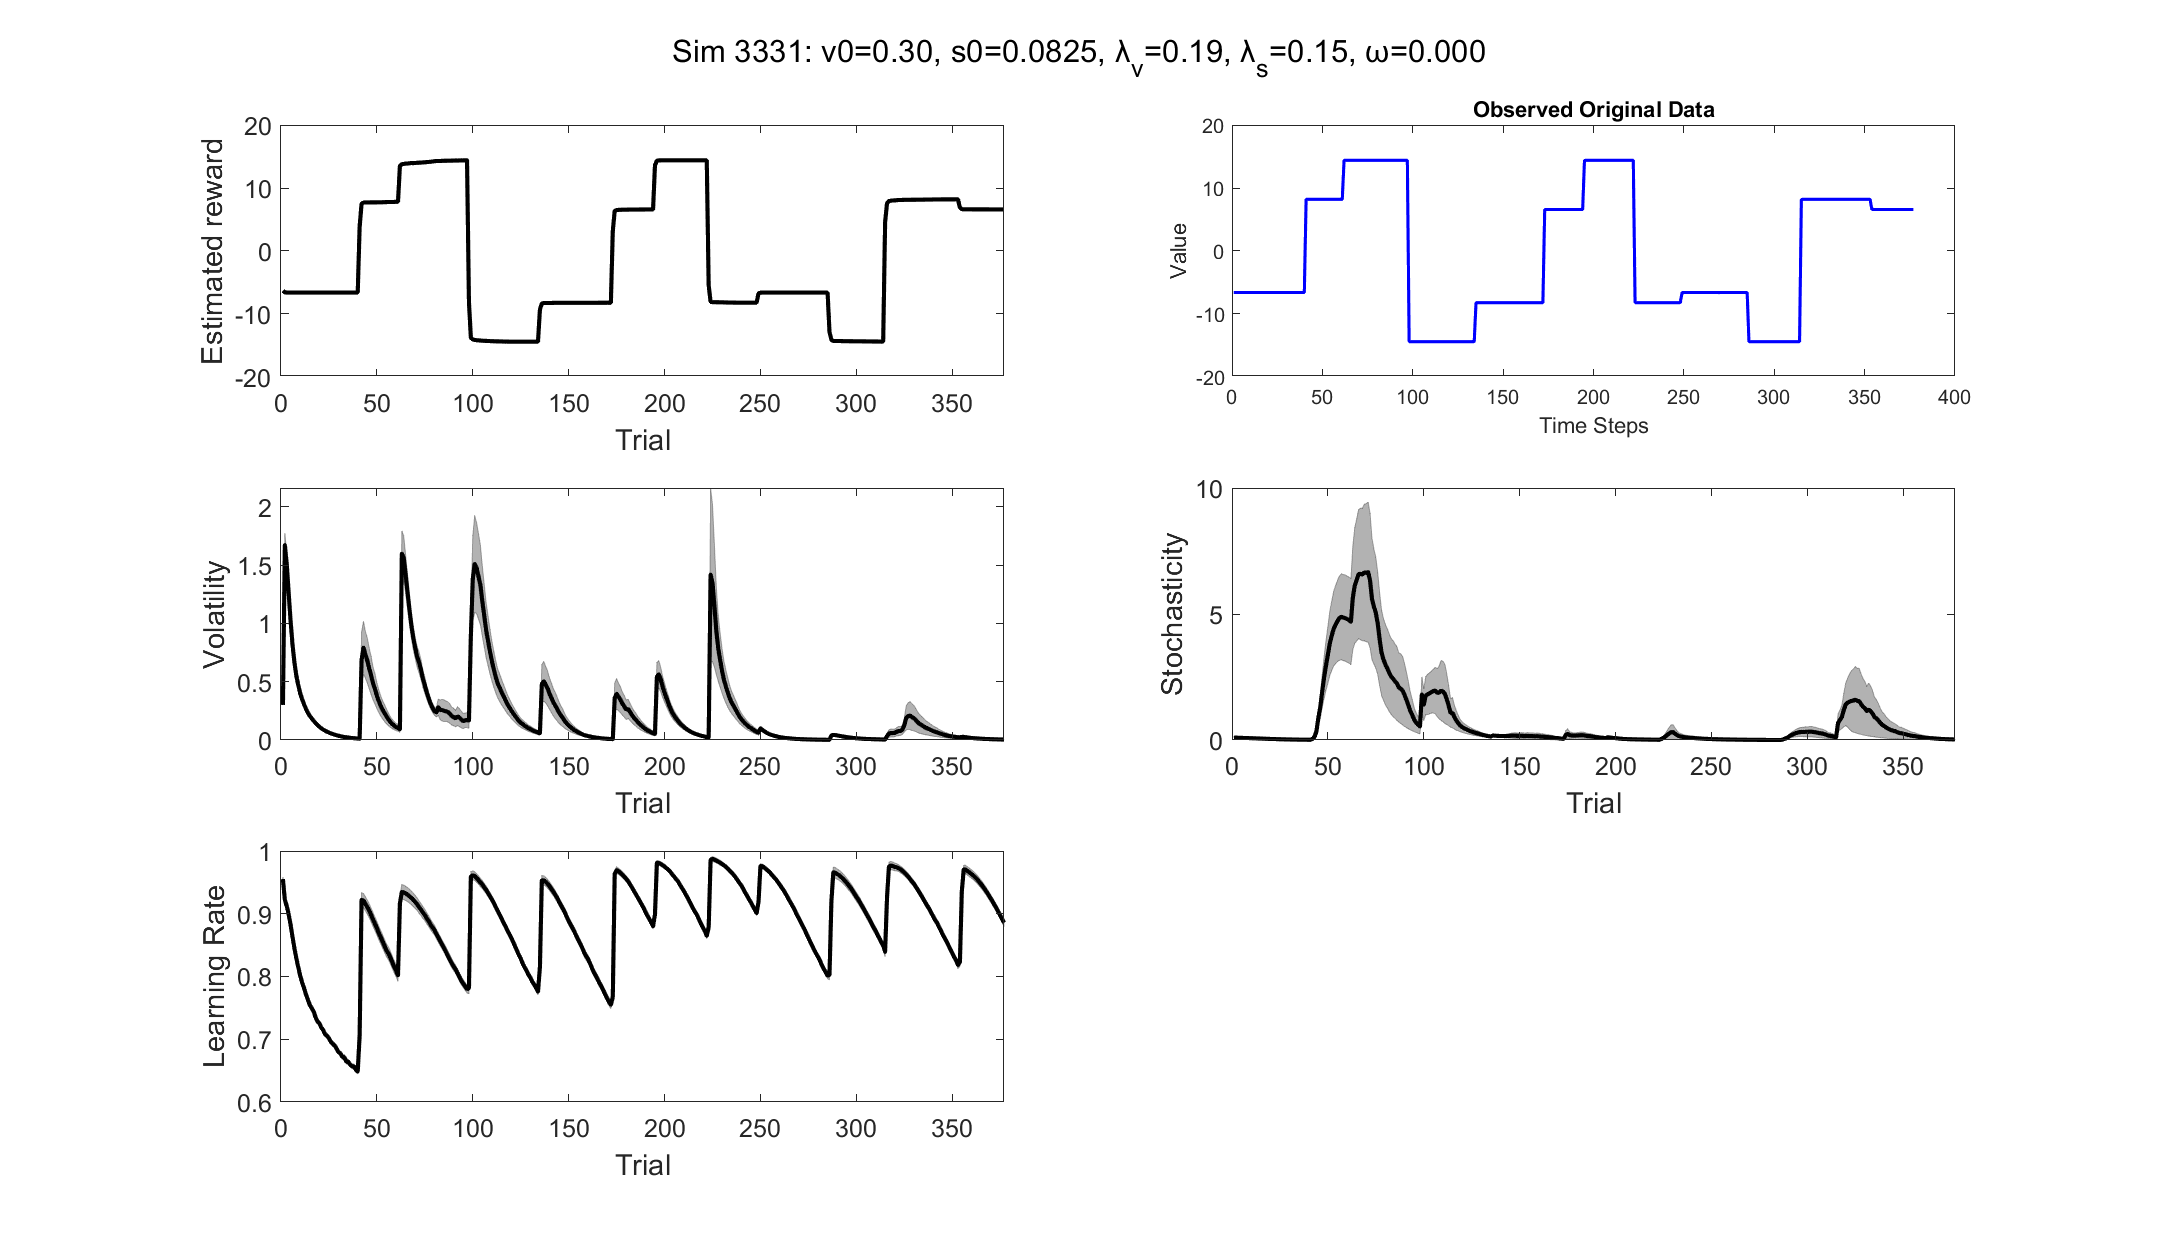 Sim 3331: v0=0.30, s0=0.0825, λ_v=0.19, λ_s=0.15, ω=0.000
Estimated reward
20
10
0
-10
-20
0 50 100 150 200 250 300 350
Trial
Observed Original Data
Value
20
10
0
-10
-20
0 50 100 150 200 250 300 350 400
Time Steps
Volatility
2
1.5
1
0.5
0
0 50 100 150 200 250 300 350
Trial
Stochasticity
10
5
0
0 50 100 150 200 250 300 350
Trial
Learning Rate
1
0.9
0.8
0.7
0.6
0 50 100 150 200 250 300 350
Trial